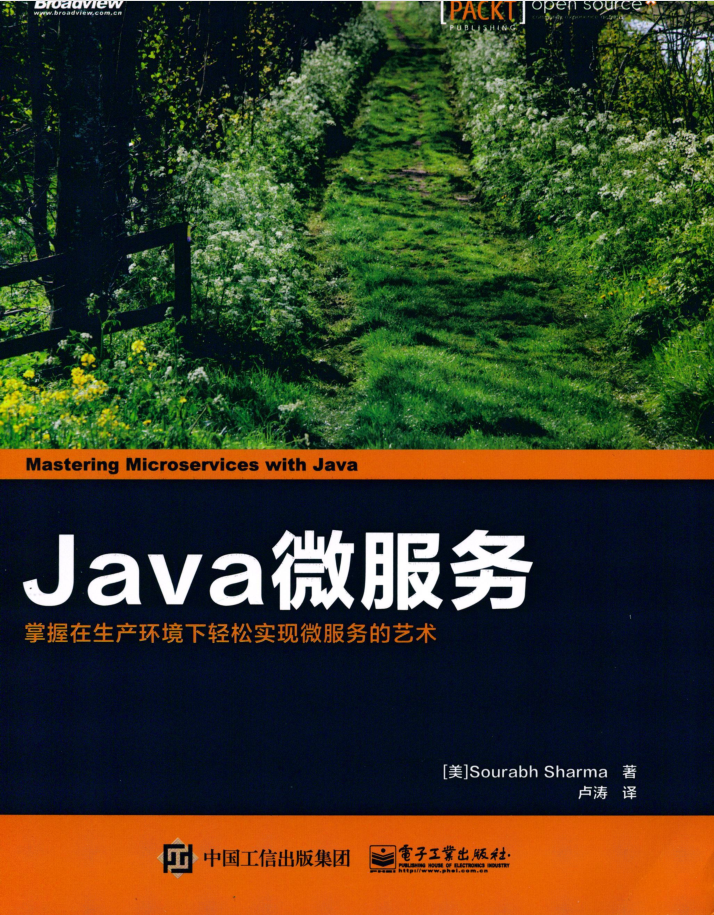 Broadview
www.broadview.com.cn
[PACKT] open source
PUBLISHING
Mastering Microservices with Java
Java微服务
掌握在生产环境下轻松实现微服务的艺术
[美]Sourabh Sharma 著
卢涛 译
中国工信出版集团
电子工业出版社
PUBLISHING HOUSE OF ELECTRONICS INDUSTRY
http://www.phei.com.cn